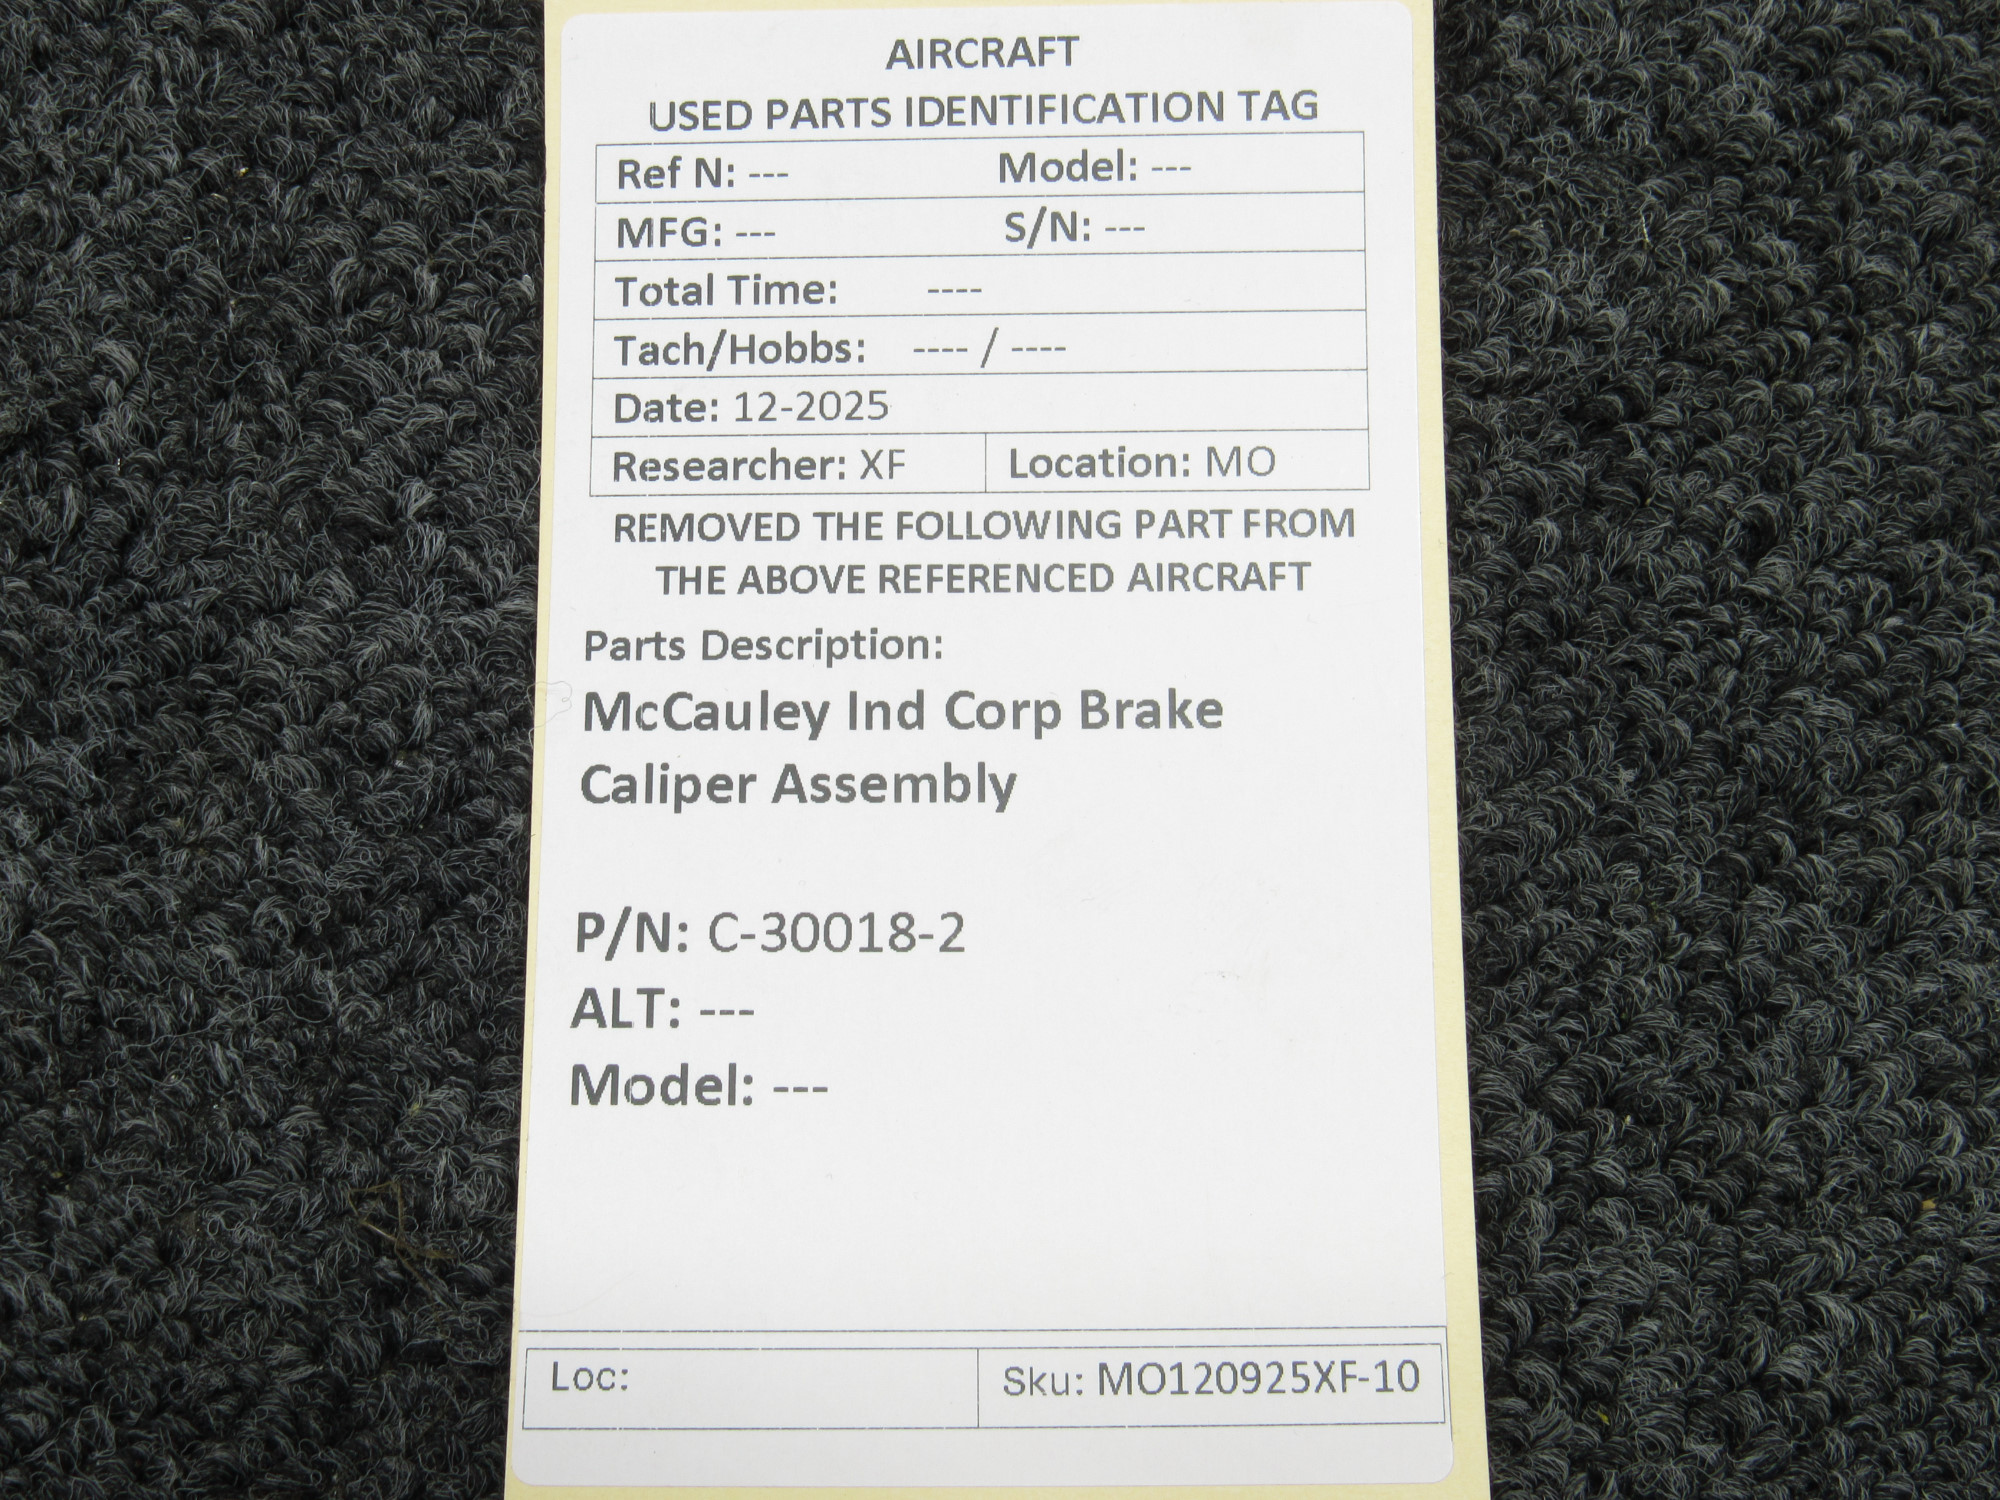 AIRCRAFT
USED PARTS IDENTIFICATION TAG
Ref N: --- Model: ---
MFG: --- S/N: ---
Total Time: ----
Tach/Hobbs: ---- / ----
Date: 12-2025
Researcher: XF Location: MO
REMOVED THE FOLLOWING PART FROM
THE ABOVE REFERENCED AIRCRAFT
Parts Description:
McCauley Ind Corp Brake
Caliper Assembly
P/N: C-30018-2
ALT: ---
Model: ---
Loc: Sku: MO120925XF-10